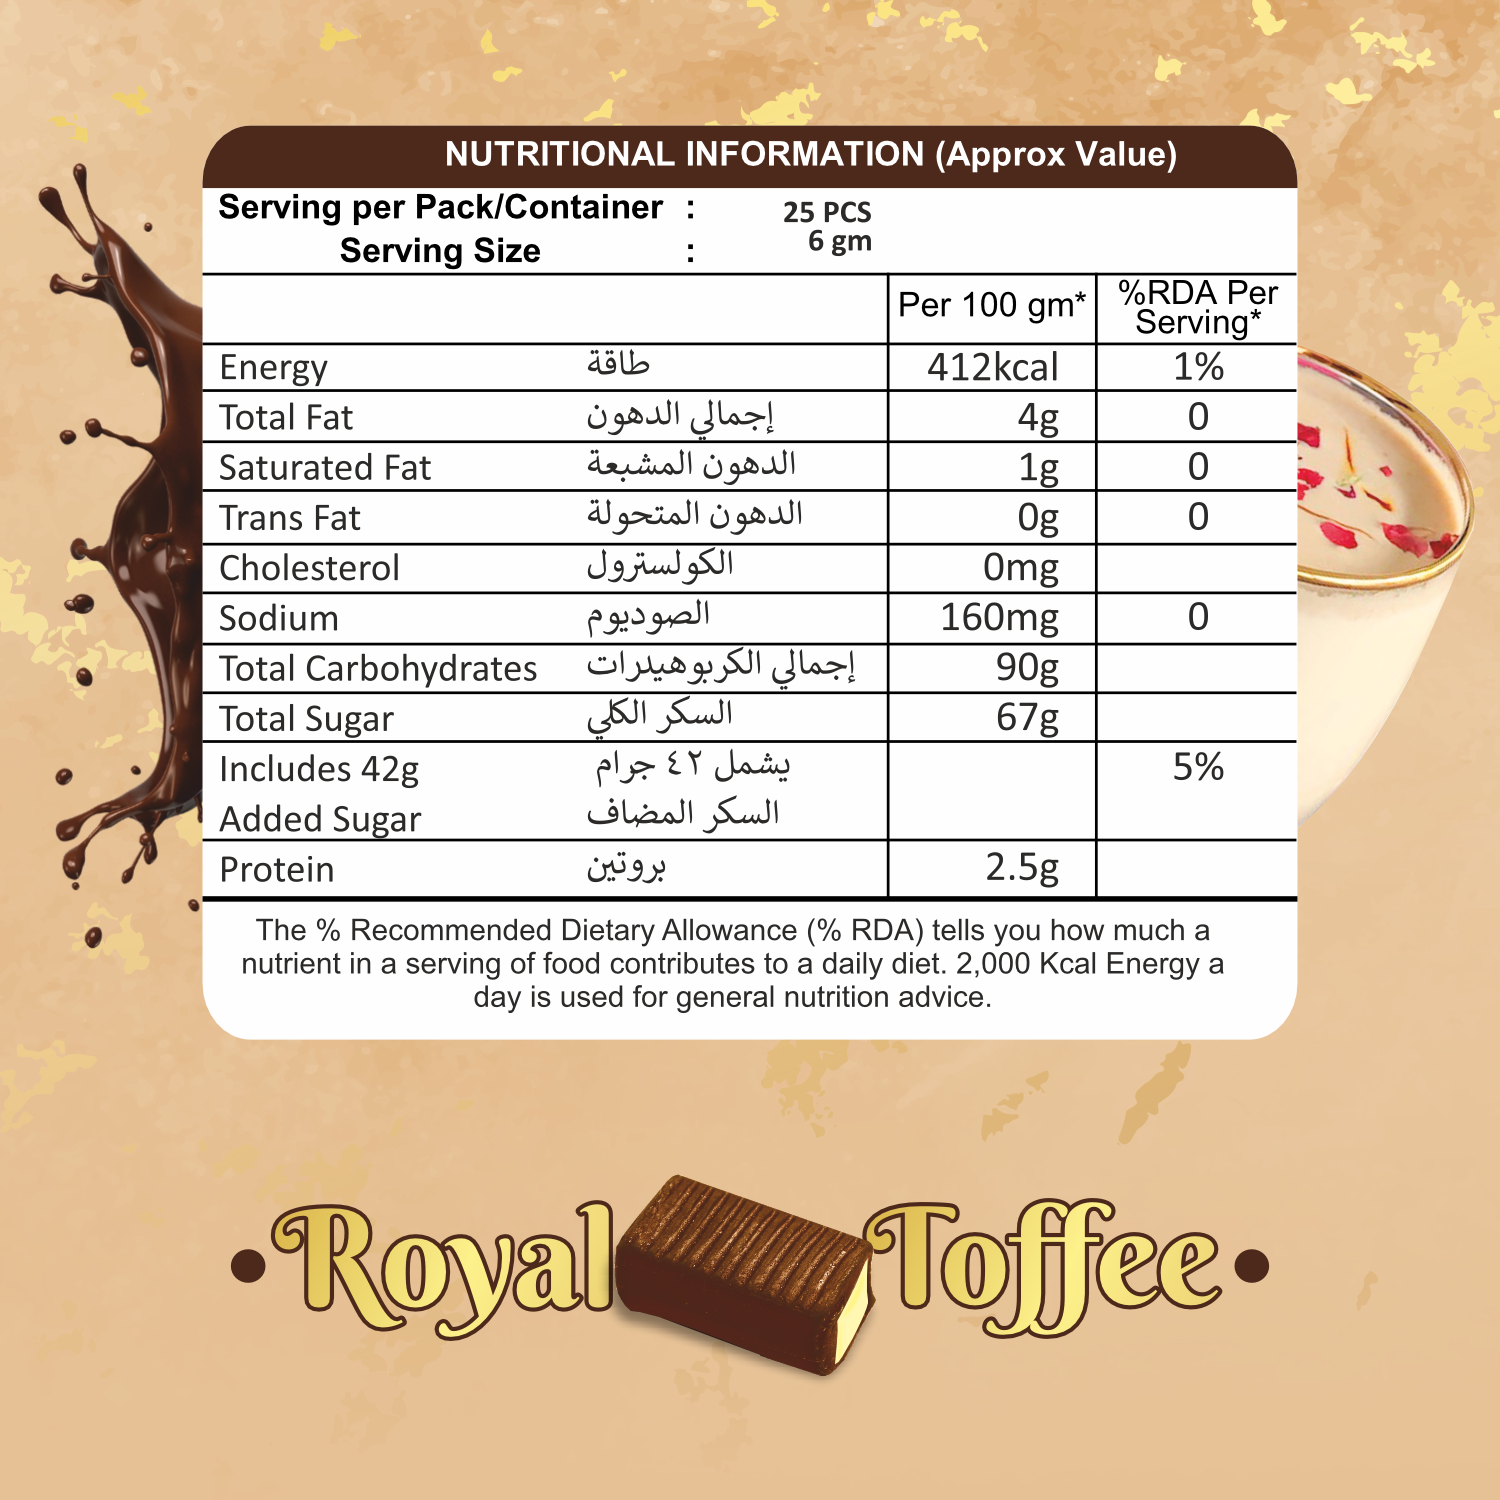 NUTRITIONAL INFORMATION (Approx Value)
Serving per Pack/Container : 25 PCS
Serving Size : 6 gm
Per 100 gm* %RDA Per Serving*
Energy طاقة 412kcal 1%
Total Fat إجمالي الدهون 4g 0
Saturated Fat الدهون المشبعة 1g 0
Trans Fat الدهون المتحولة 0g 0
Cholesterol الكولسترول 0mg
Sodium الصوديوم 160mg 0
Total Carbohydrates إجمالي الكربوهيدرات 90g
Total Sugar السكر الكلي 67g
Includes 42g يشمل ٤٢ جرام 5%
Added Sugar السكر المضاف
Protein بروتين 2.5g
The % Recommended Dietary Allowance (% RDA) tells you how much a
nutrient in a serving of food contributes to a daily diet. 2,000 Kcal Energy a
day is used for general nutrition advice.
Royal Toffee